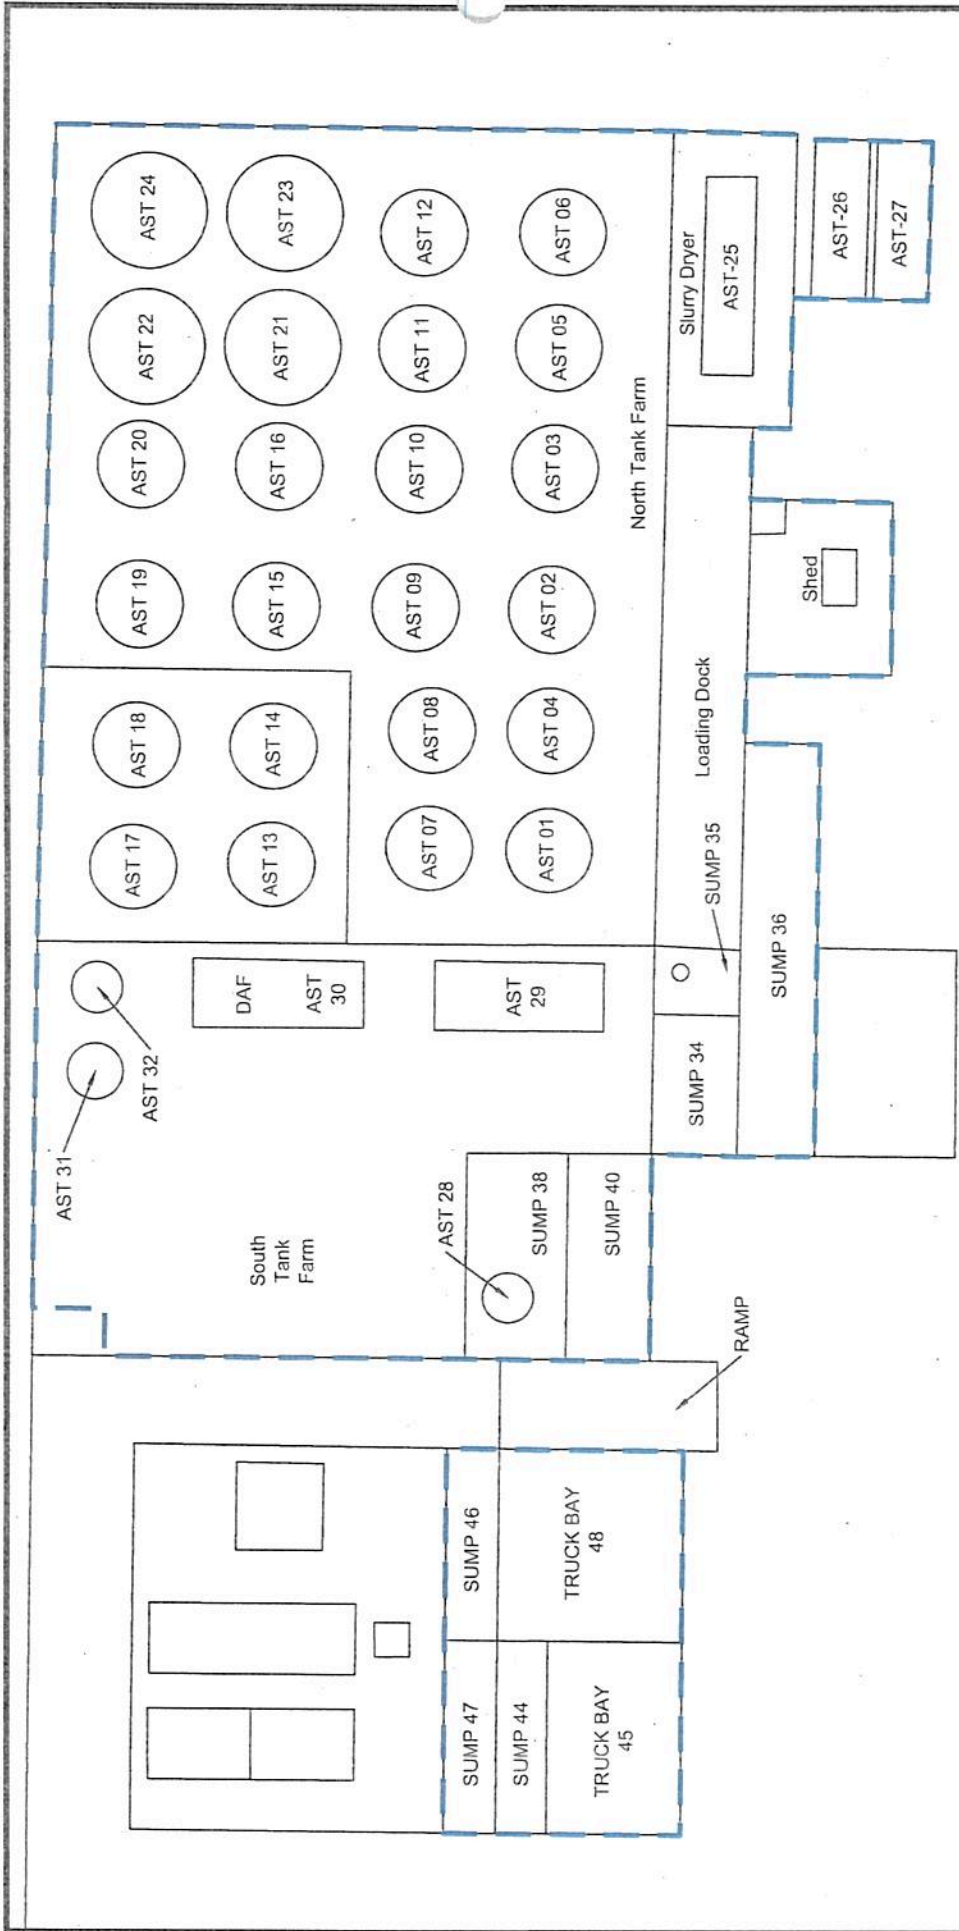 AST 31
AST 32
AST 17
AST 18
AST 19
AST 20
AST 22
AST 24
DAF
AST
30
AST 13
AST 14
AST 15
AST 16
AST 21
AST 23
South
Tank
Farm
AST 28
AST 07
AST 08
AST 09
AST 10
AST 11
AST 12
AST
29
AST 01
AST 04
AST 02
AST 03
AST 05
AST 06
SUMP 38
SUMP 40
North Tank Farm
SUMP 47
SUMP 46
SUMP 44
TRUCK BAY
48
TRUCK BAY
45
RAMP
SUMP 34
SUMP 35
Loading Dock
Slurry Dryer
AST-25
SUMP 36
Shed
AST-26
AST-27